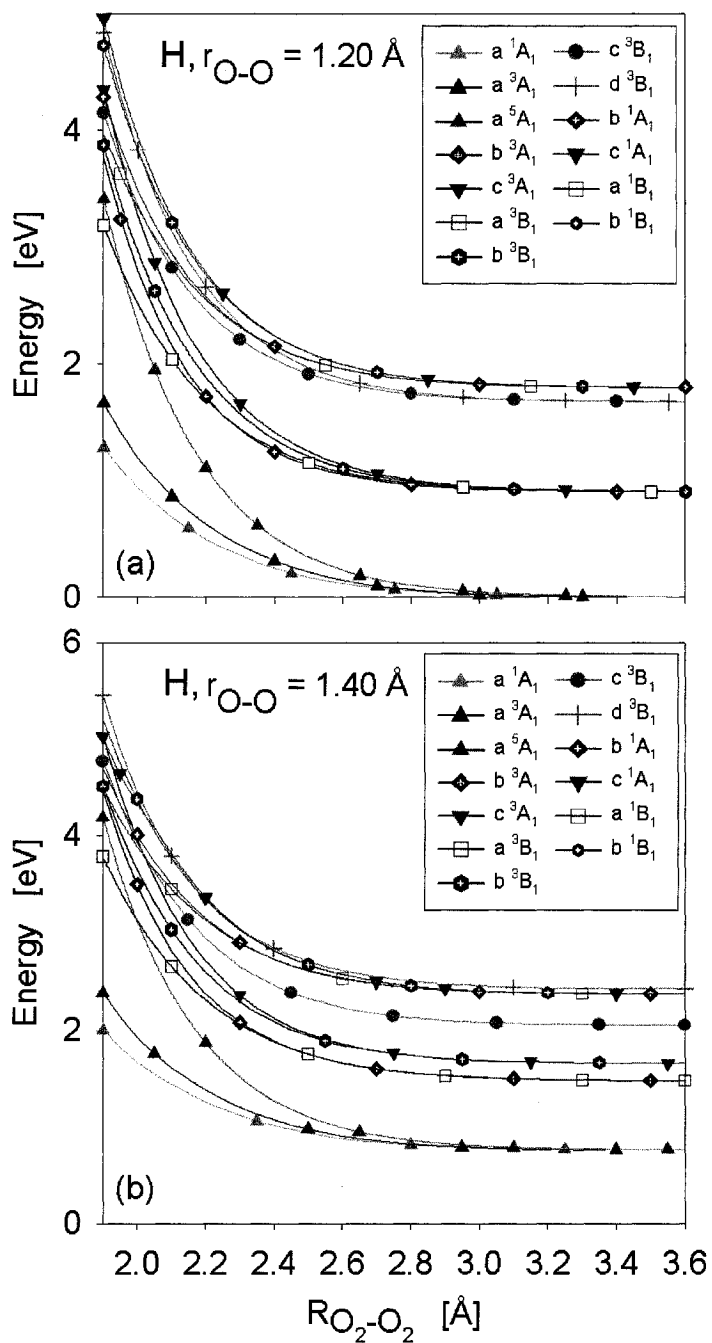 H, rO-O = 1.20 Å
a ¹A₁
c ³B₁
a ³A₁
d ³B₁
a ⁵A₁
b ¹A₁
b ³A₁
c ¹A₁
c ³A₁
a ¹B₁
a ³B₁
b ¹B₁
b ³B₁
4
2
0
Energy [eV]
(a)
H, rO-O = 1.40 Å
a ¹A₁
c ³B₁
a ³A₁
d ³B₁
a ⁵A₁
b ¹A₁
b ³A₁
c ¹A₁
c ³A₁
a ¹B₁
a ³B₁
b ¹B₁
b ³B₁
6
4
2
0
Energy [eV]
(b)
2.0 2.2 2.4 2.6 2.8 3.0 3.2 3.4 3.6
RO₂-O₂ [Å]